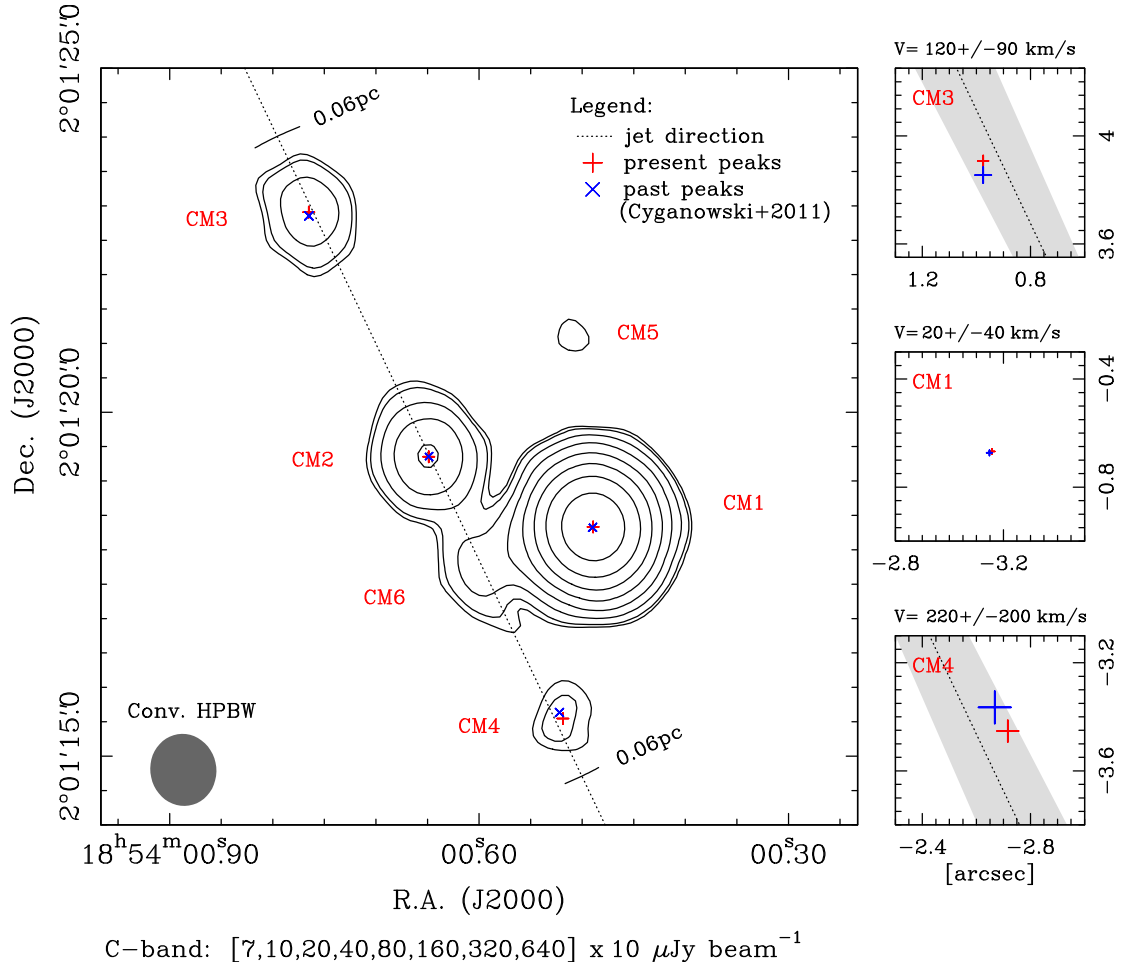 2°01'25".0
2°01'20".0
2°01'15".0
Dec. (J2000)
0.06pc
Legend:
jet direction
present peaks
past peaks
(Cyganowski+2011)
CM3
CM5
CM2
CM1
CM6
CM4
0.06pc
Conv. HPBW
18ʰ54ᵐ00ˢ.90
00ˢ.60
00ˢ.30
R.A. (J2000)
C−band: [7,10,20,40,80,160,320,640] x 10 μJy beam⁻¹
V= 120+/−90 km/s
CM3
4
3.6
1.2
0.8
V= 20+/−40 km/s
CM1
−0.4
−0.8
−2.8
−3.2
V= 220+/−200 km/s
CM4
−3.2
−3.6
−2.4
−2.8
[arcsec]